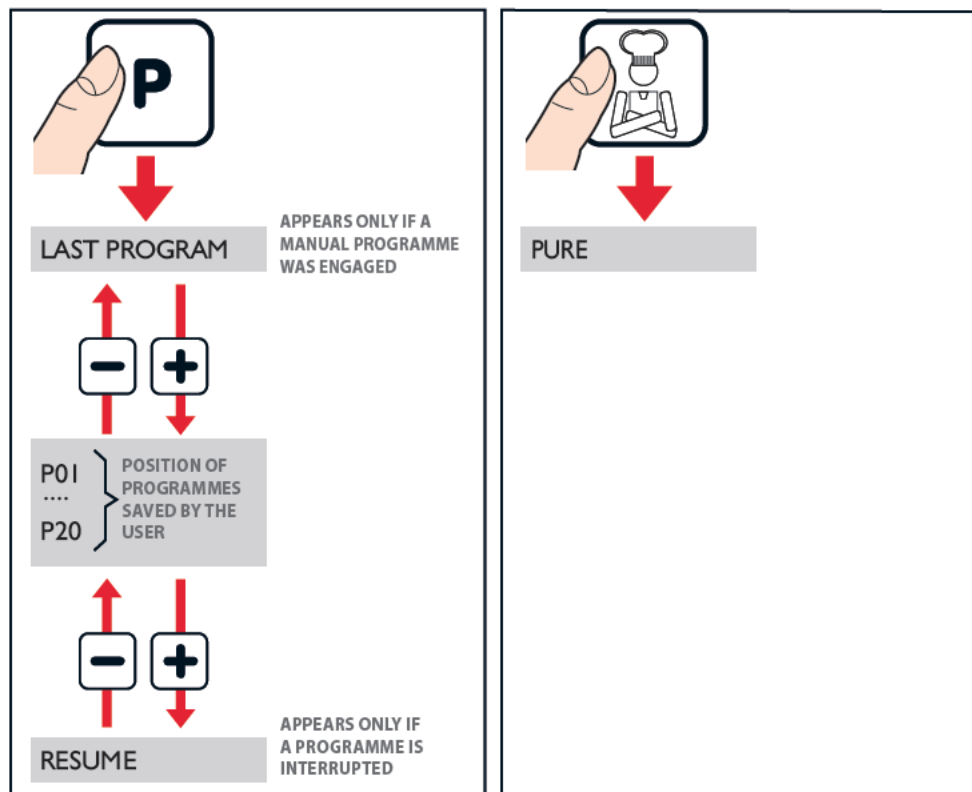 P
LAST PROGRAM
APPEARS ONLY IF A
MANUAL PROGRAMME
WAS ENGAGED
−
+
P01
....
P20
POSITION OF
PROGRAMMES
SAVED BY THE
USER
−
+
RESUME
APPEARS ONLY IF
A PROGRAMME IS
INTERRUPTED
PURE